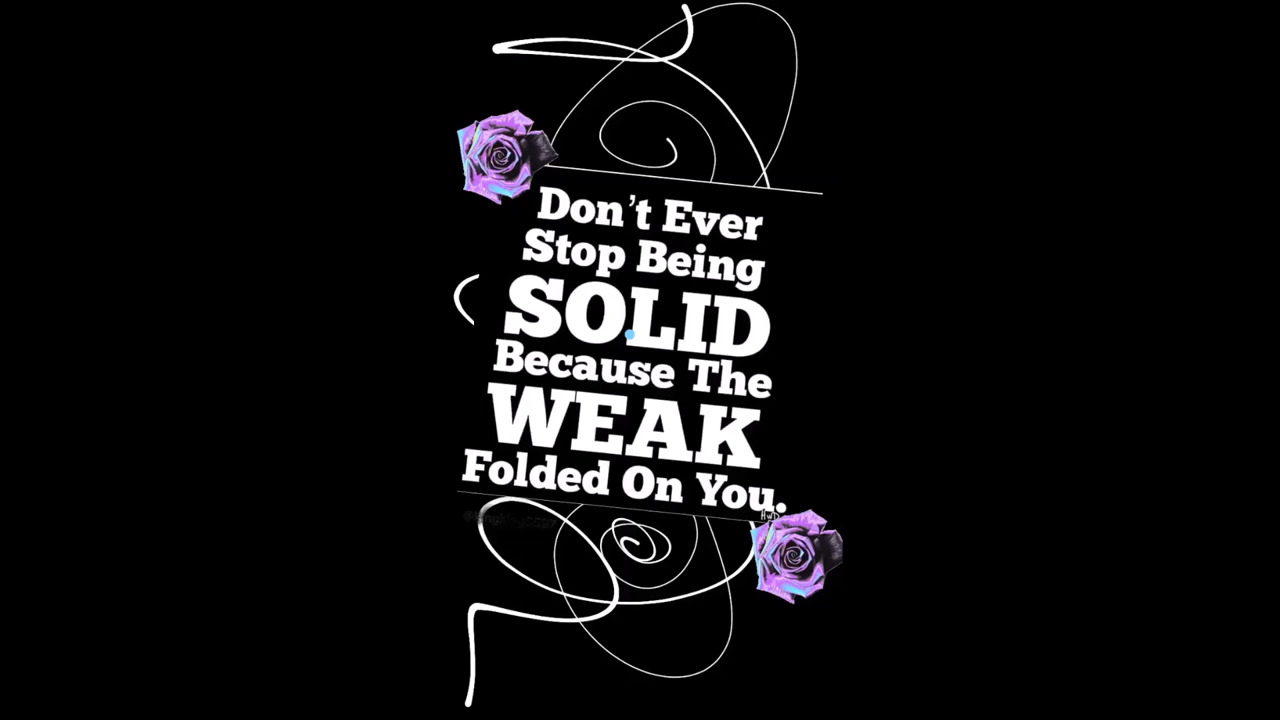 Don't Ever
Stop Being
SOLID
Because The
WEAK
Folded On You.